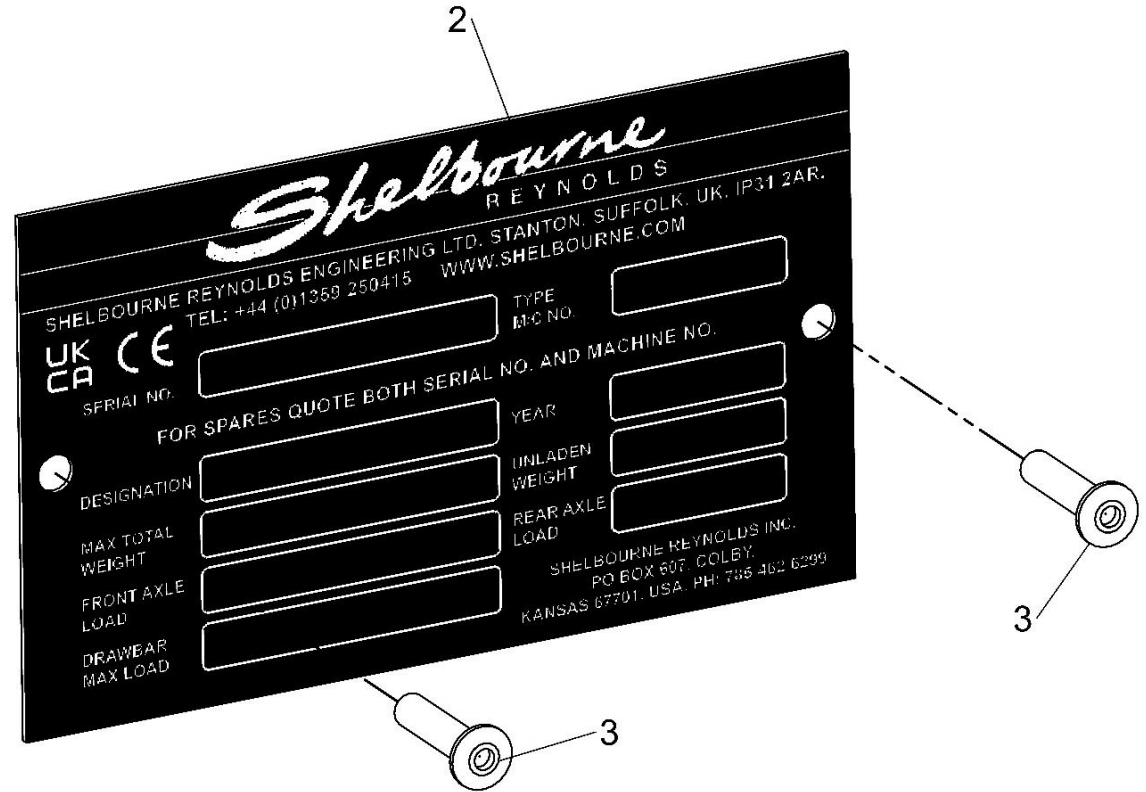 2
Shelbourne
REYNOLDS
SHELBOURNE REYNOLDS ENGINEERING LTD. STANTON. SUFFOLK. UK. IP31 2AR.
TEL: +44 (0)1359 250415 WWW.SHELBOURNE.COM
UK
CA
CE
SERIAL NO.
TYPE
M/C NO.
FOR SPARES QUOTE BOTH SERIAL NO. AND MACHINE NO.
DESIGNATION
YEAR
MAX TOTAL
WEIGHT
UNLADEN
WEIGHT
FRONT AXLE
LOAD
REAR AXLE
LOAD
DRAWBAR
MAX LOAD
SHELBOURNE REYNOLDS INC.
PO BOX 607, COLBY,
KANSAS 67701. USA. PH: 785 462 6299
3
3